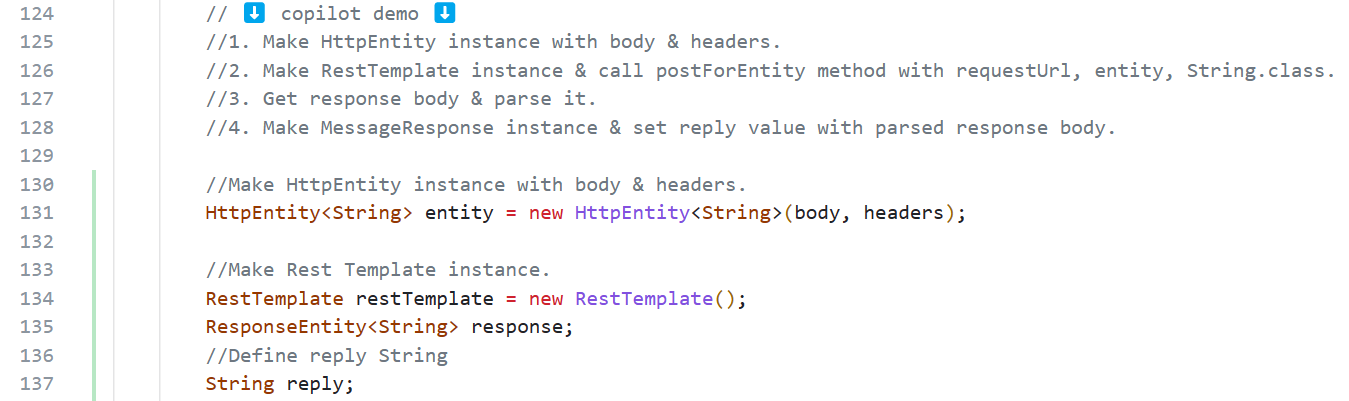 124 // ⬇ copilot demo ⬇
125 //1. Make HttpEntity instance with body & headers.
126 //2. Make RestTemplate instance & call postForEntity method with requestUrl, entity, String.class.
127 //3. Get response body & parse it.
128 //4. Make MessageResponse instance & set reply value with parsed response body.
129
130 //Make HttpEntity instance with body & headers.
131 HttpEntity<String> entity = new HttpEntity<String>(body, headers);
132
133 //Make Rest Template instance.
134 RestTemplate restTemplate = new RestTemplate();
135 ResponseEntity<String> response;
136 //Define reply String
137 String reply;